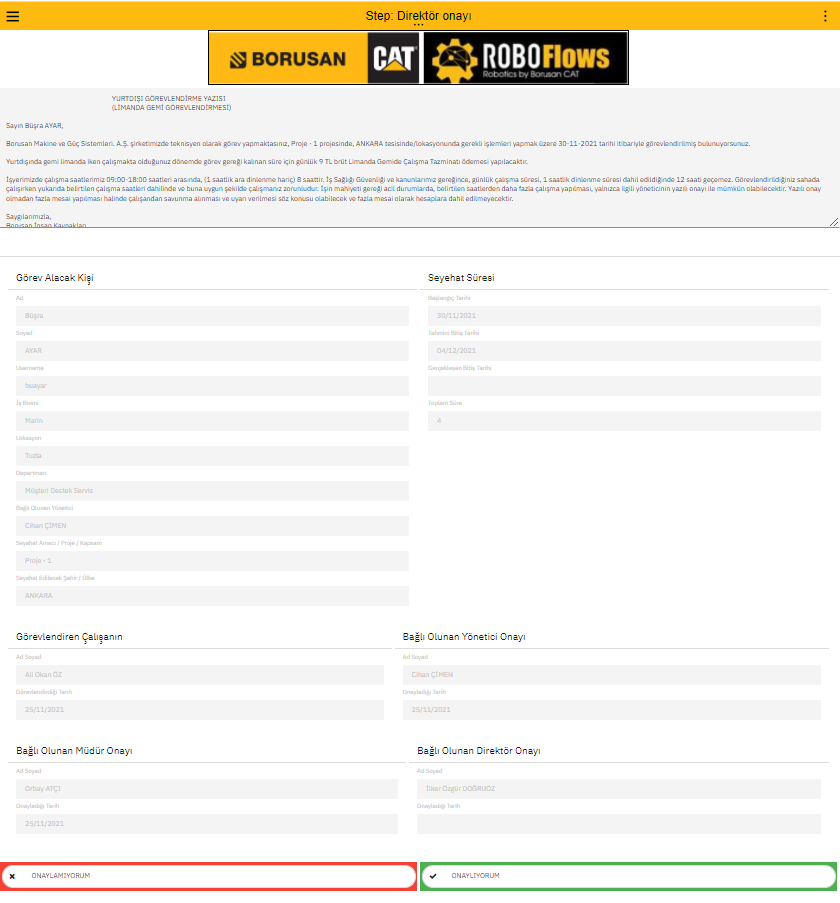 Step: Direktör onayı
BORUSAN CAT ROBOFlows
Robotics by Borusan CAT
YURTDIŞI GÖREVLENDİRME YAZISI
(LİMANDA GEMİ GÖREVLENDİRMESİ)
Sayın Büşra AYAR,
Borusan Makine ve Güç Sistemleri. A.Ş. şirketimizde teknisyen olarak görev yapmaktasınız, Proje - 1 projesinde, ANKARA tesisinde/lokasyonunda gerekli işlemleri yapmak üzere 30-11-2021 tarihi itibariyle görevlendirilmiş bulunuyorsunuz.
Yurtdışında gemi limanda iken çalışmakta olduğunuz dönemde görev gereği kalınan süre için günlük 9 TL brüt Limanda Gemide Çalışma Tazminatı ödemesi yapılacaktır.
İşyerimizde çalışma saatlerimiz 09:00-18:00 saatleri arasında, (1 saatlik ara dinlenme hariç) 8 saattir. İş Sağlığı Güvenliği ve kanunlarımız gereğince, günlük çalışma süresi, 1 saatlik dinlenme süresi dahil edildiğinde 12 saati geçemez. Görevlendirildiğiniz sahada
çalışırken yukarıda belirtilen çalışma saatleri dahilinde ve buna uygun şekilde çalışmanız zorunludur. İşin mahiyeti gereği acil durumlarda, belirtilen saatlerden daha fazla çalışma yapılması, yalnızca ilgili yöneticinin yazılı onayı ile mümkün olabilecektir. Yazılı onay
olmadan fazla mesai yapılması halinde çalışandan savunma alınması ve uyarı verilmesi söz konusu olabilecek ve fazla mesai olarak hesaplara dahil edilmeyecektir.
Saygılarımızla,
Borusan İnsan Kaynakları
Görev Alacak Kişi
Ad
Büşra
Soyad
AYAR
Username
bsayar
İş Birimi
Marin
Lokasyon
Tuzla
Departman
Müşteri Destek Servis
Bağlı Olunan Yönetici
Cihan ÇİMEN
Seyahat Amacı / Proje / Kapsam
Proje - 1
Seyahat Edilecek Şehir / Ülke
ANKARA
Seyehat Süresi
Başlangıç Tarihi
30/11/2021
Tahmini Bitiş Tarihi
04/12/2021
Gerçekleşen Bitiş Tarihi
Toplam Süre
4
Görevlendiren Çalışanın
Ad Soyad
Ali Okan ÖZ
Görevlendirdiği Tarih
25/11/2021
Bağlı Olunan Yönetici Onayı
Ad Soyad
Cihan ÇİMEN
Onayladığı Tarih
25/11/2021
Bağlı Olunan Müdür Onayı
Ad Soyad
Orbay ATÇI
Onayladığı Tarih
25/11/2021
Bağlı Olunan Direktör Onayı
Ad Soyad
İlker Özgür DOĞRUÖZ
Onayladığı Tarih
ONAYLAMIYORUM
ONAYLIYORUM